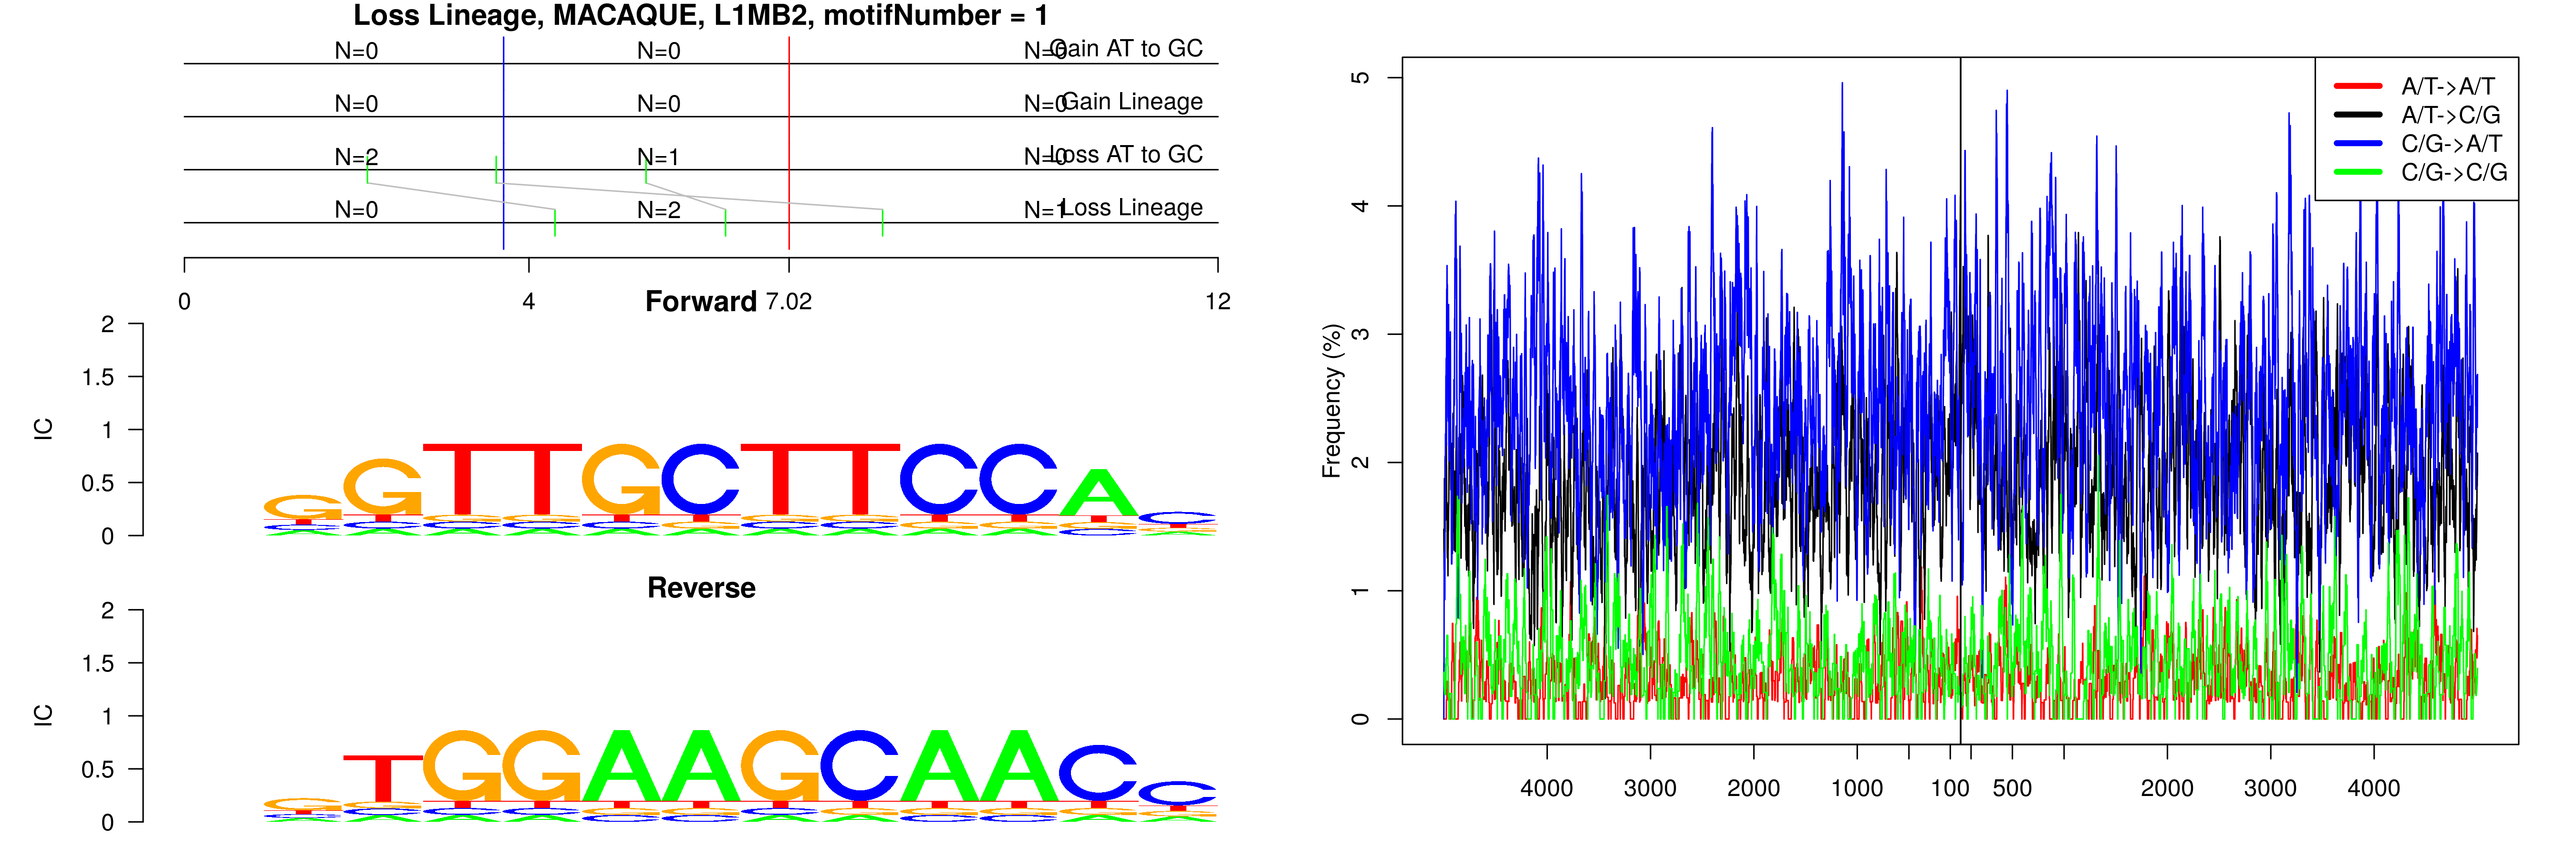 Loss Lineage, MACAQUE, L1MB2, motifNumber = 1
N=0 N=0 N=0 Gain AT to GC
N=0 N=0 N=0 Gain Lineage
N=2 N=1 N=0 Loss AT to GC
N=0 N=2 N=1 Loss Lineage
0 4 7.02 12
Forward
2
1.5
1
0.5
0
IC
GGTTGCTTCCAC
Reverse
2
1.5
1
0.5
0
IC
GTGGAAGCAACC
5
4
3
2
1
0
Frequency (%)
A/T->A/T
A/T->C/G
C/G->A/T
C/G->C/G
4000 3000 2000 1000 100 500 2000 3000 4000